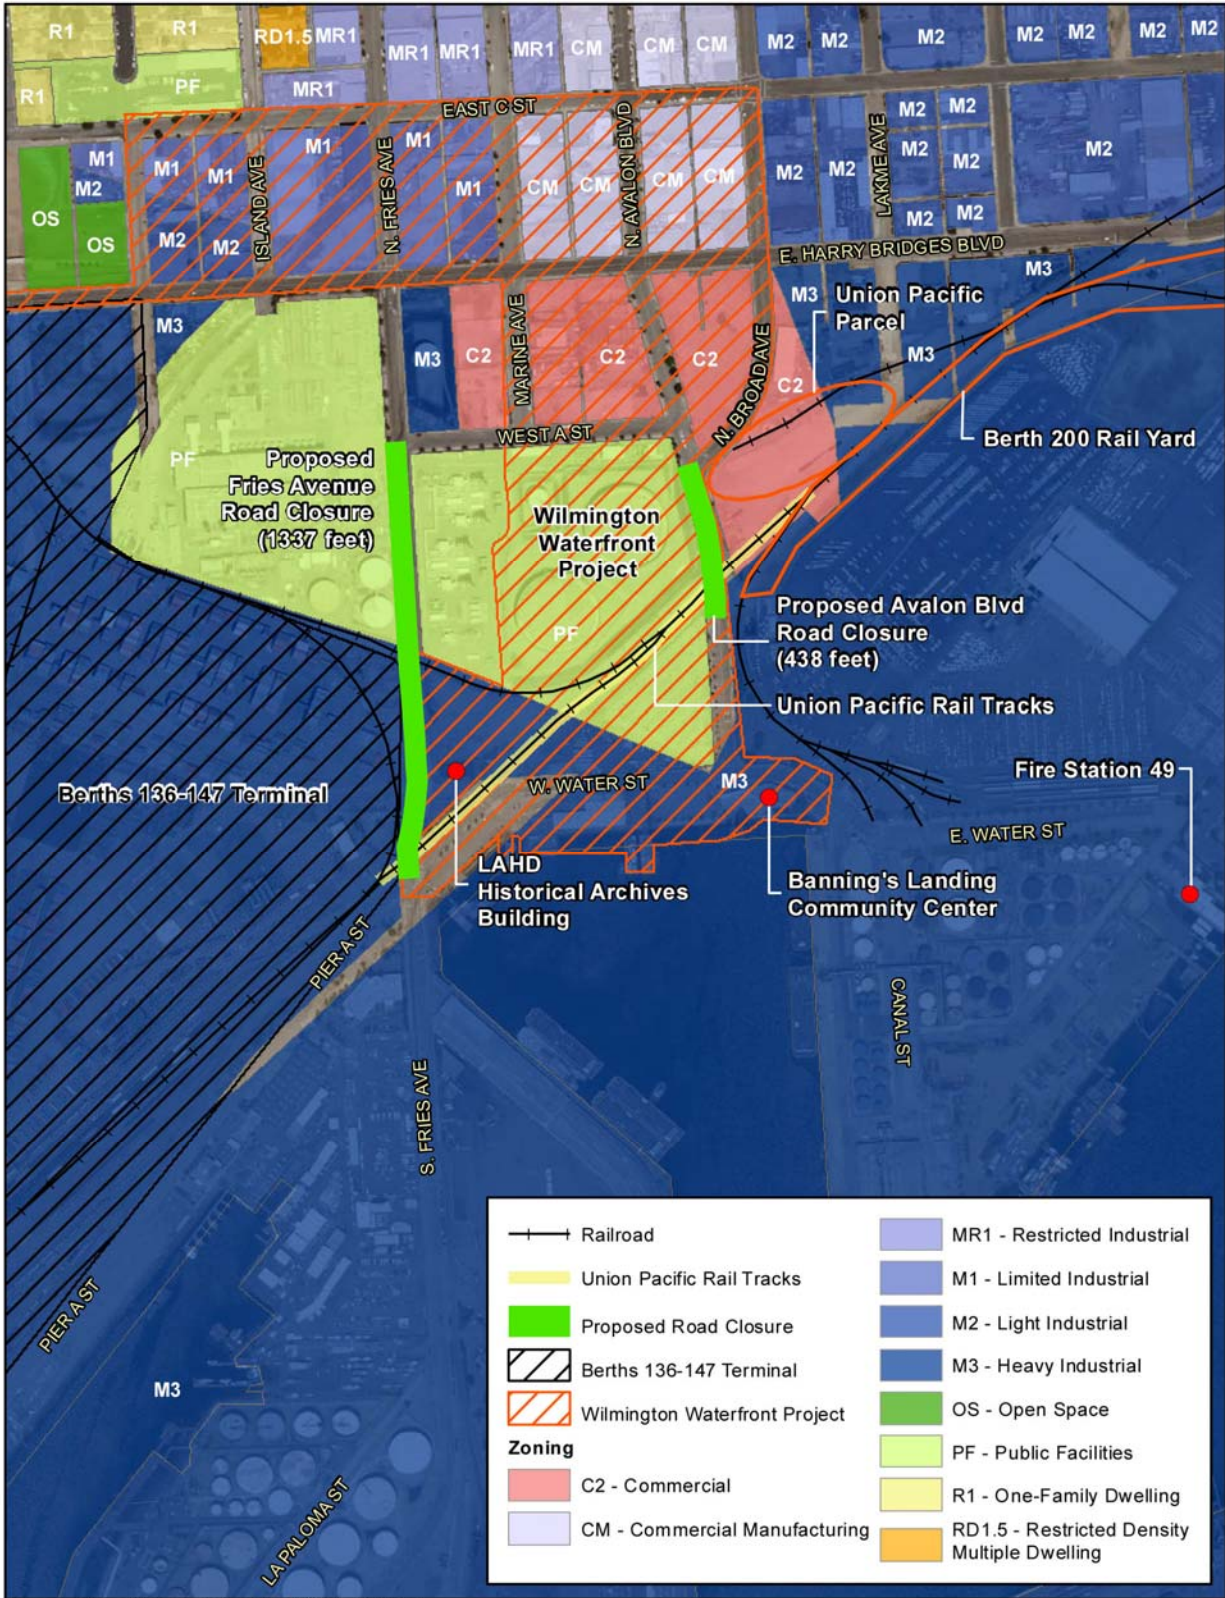 R1
R1
RD1.5
MR1
MR1
MR1
MR1
CM
CM
CM
M2
M2
M2
M2
M2
M2
M2
R1
PF
MR1
EAST C ST
M1
M2
OS
OS
M1
M1
M2
M2
ISLAND AVE
M1
N. FRIES AVE
M1
M1
CM
CM
N. AVALON BLVD
CM
CM
M2
M2
LAKME AVE
M2
M2
M2
M2
M2
M2
M2
E. HARRY BRIDGES BLVD
M3
M3
M3
M3
M3
C2
MARINE AVE
C2
C2
N. BROAD AVE
C2
Union Pacific
Parcel
WEST A ST
Berth 200 Rail Yard
PF
Proposed
Fries Avenue
Road Closure
(1337 feet)
Wilmington
Waterfront
Project
PF
Proposed Avalon Blvd
Road Closure
(438 feet)
Union Pacific Rail Tracks
Berths 136-147 Terminal
W. WATER ST
M3
Fire Station 49
E. WATER ST
LAHD
Historical Archives
Building
Banning's Landing
Community Center
PIER A ST
CANAL ST
S. FRIES AVE
PIER A ST
M3
LA PALOMA ST
Railroad
Union Pacific Rail Tracks
Proposed Road Closure
Berths 136-147 Terminal
Wilmington Waterfront Project
Zoning
C2 - Commercial
CM - Commercial Manufacturing
MR1 - Restricted Industrial
M1 - Limited Industrial
M2 - Light Industrial
M3 - Heavy Industrial
OS - Open Space
PF - Public Facilities
R1 - One-Family Dwelling
RD1.5 - Restricted Density
Multiple Dwelling